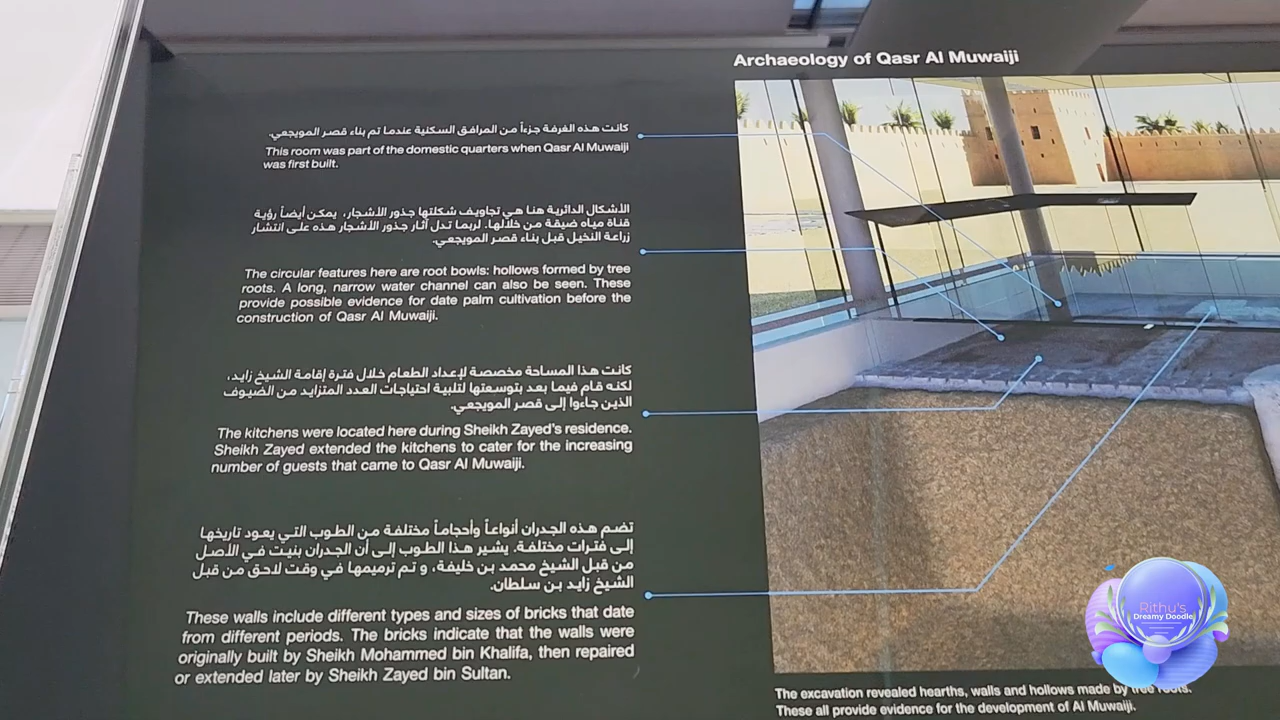 Archaeology of Qasr Al Muwaiji
كانت هذه الغرفة جزءاً من المرافق السكنية عندما تم بناء قصر المويجعي.
This room was part of the domestic quarters when Qasr Al Muwaiji
was first built.
الأشكال الدائرية هنا هي تجاويف شكلتها جذور الأشجار، يمكن أيضاً رؤية
قناة مياه ضيقة من خلالها. لربما تدل آثار جذور الأشجار هذه على انتشار
زراعة النخيل قبل بناء قصر المويجعي.
The circular features here are root bowls: hollows formed by tree
roots. A long, narrow water channel can also be seen. These
provide possible evidence for date palm cultivation before the
construction of Qasr Al Muwaiji.
كانت هذا المساحة مخصصة لإعداد الطعام خلال فترة إقامة الشيخ زايد،
لكنه قام فيما بعد بتوسعتها لتلبية احتياجات العدد المتزايد من الضيوف
الذين جاءوا إلى قصر المويجعي.
The kitchens were located here during Sheikh Zayed's residence.
Sheikh Zayed extended the kitchens to cater for the increasing
number of guests that came to Qasr Al Muwaiji.
تضم هذه الجدران أنواعاً وأحجاماً مختلفة من الطوب التي يعود تاريخها
إلى فترات مختلفة. يشير هذا الطوب إلى أن الجدران بنيت في الأصل
من قبل الشيخ محمد بن خليفة، و تم ترميمها في وقت لاحق من قبل
الشيخ زايد بن سلطان.
These walls include different types and sizes of bricks that date
from different periods. The bricks indicate that the walls were
originally built by Sheikh Mohammed bin Khalifa, then repaired
or extended later by Sheikh Zayed bin Sultan.
The excavation revealed hearths, walls and hollows made by tree roots.
These all provide evidence for the development of Al Muwaiji.
Rithu's
Dreamy Doodle